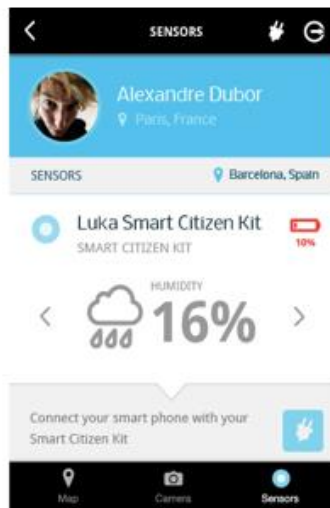 SENSORS
Alexandre Dubor
Paris, France
SENSORS
Barcelona, Spain
Luka Smart Citizen Kit
SMART CITIZEN KIT
10%
HUMIDITY
16%
Connect your smart phone with your
Smart Citizen Kit
Map
Camera
Sensors